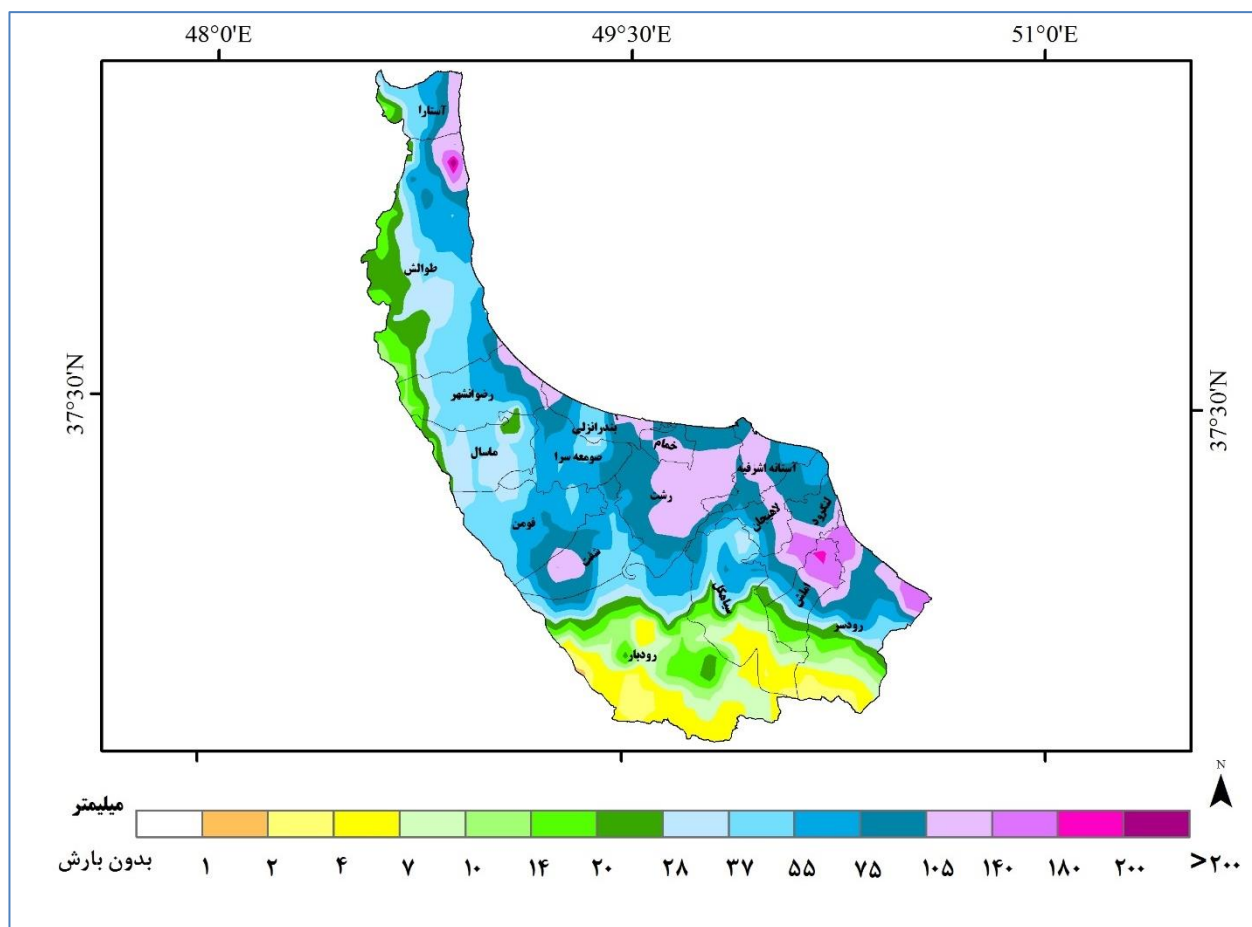 48°0'0"E 49°30'E 51°0'0"E
آستارا
طوالش
37°30'N 37°30'N
رضوانشهر
بندرانزلی
خمام
ماسال
صومعه سرا
آستانه اشرفیه
رشت
لنگرود
لاهیجان
فومن
شفت
املش
سیاهکل
رودسر
رودبار
N
میلیمتر
بدون بارش ۱ ۲ ۴ ۷ ۱۰ ۱۴ ۲۰ ۲۸ ۳۷ ۵۵ ۷۵ ۱۰۵ ۱۴۰ ۱۸۰ ۲۰۰ >۲۰۰